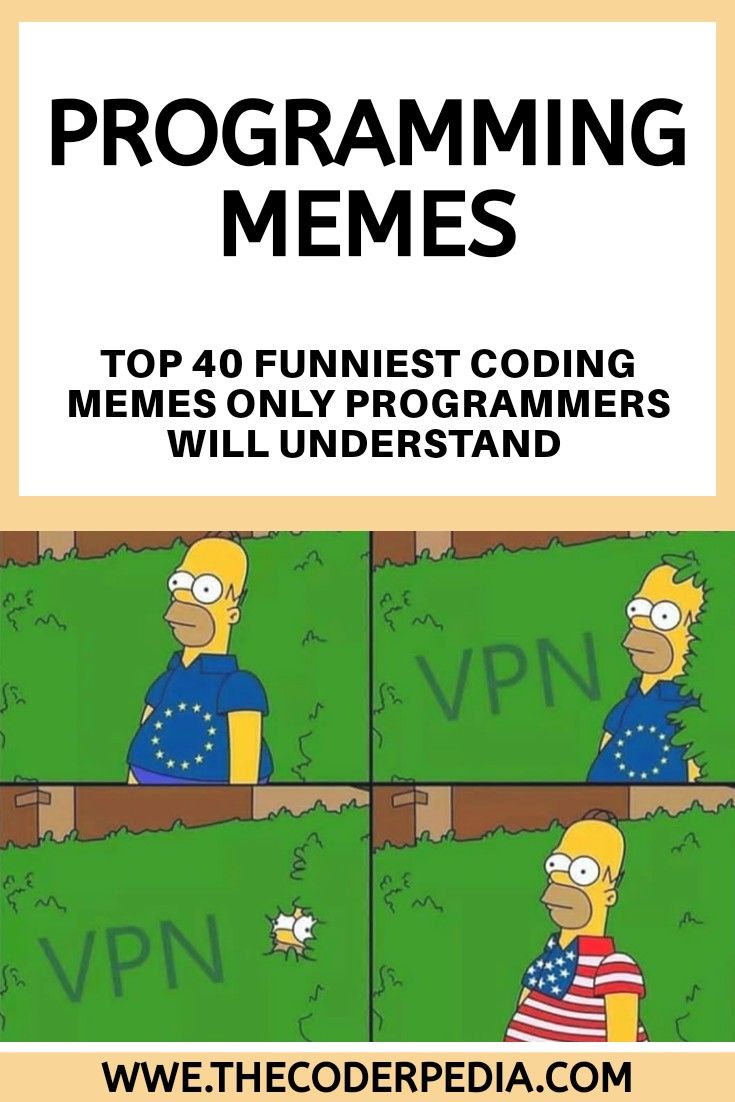 PROGRAMMING
MEMES
TOP 40 FUNNIEST CODING
MEMES ONLY PROGRAMMERS
WILL UNDERSTAND
VPN
VPN
WWE.THECODERPEDIA.COM